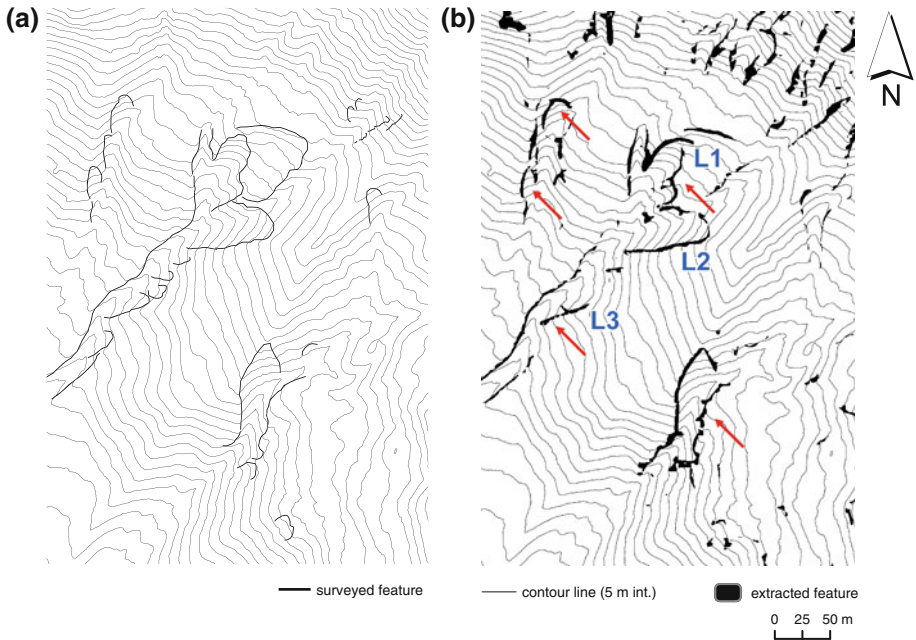 (a)
(b)
N
L1
L2
L3
surveyed feature
contour line (5 m int.)
extracted feature
0 25 50 m